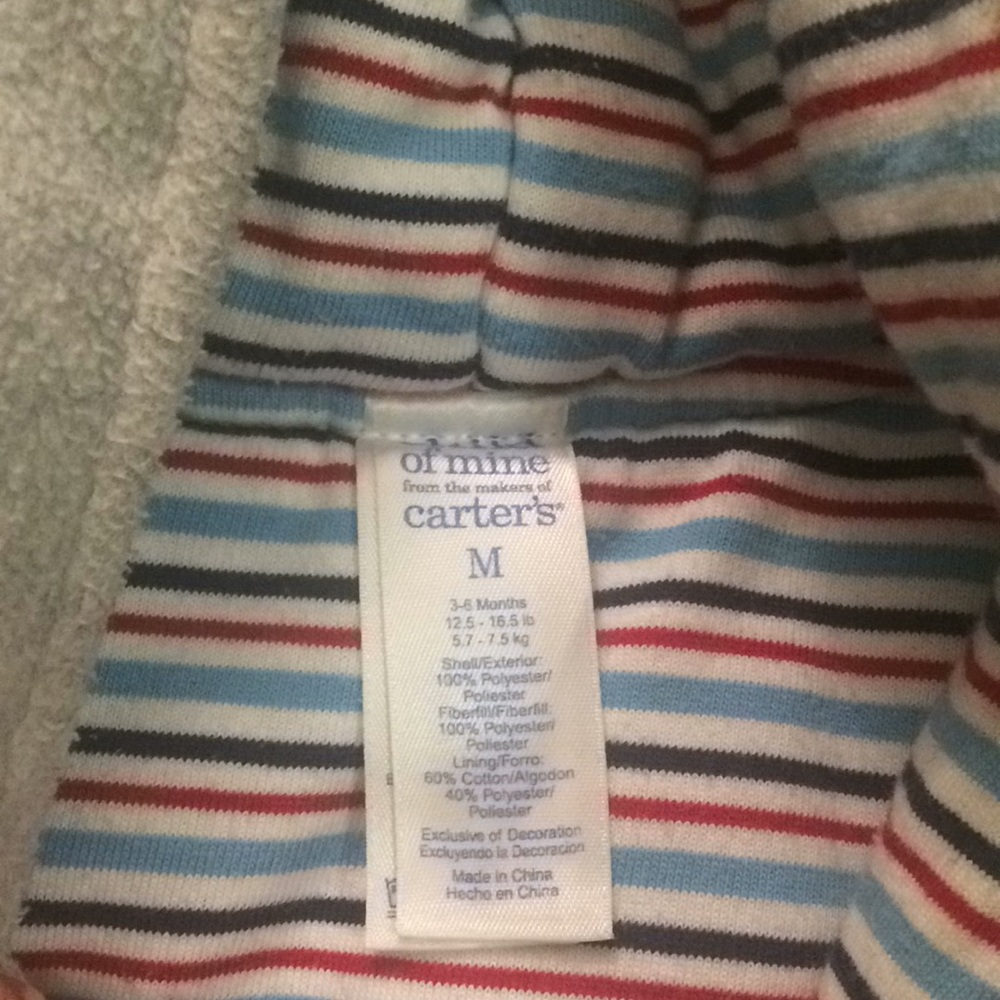 of mine
from the makers of
carter's®
M
3-6 Months
12.5 - 16.5 lb
5.7 - 7.5 kg
Shell/Exterior:
100% Polyester/
Poliester
Fiberfill/Fiberfill:
100% Polyester/
Poliester
Lining/Forro:
60% Cotton/Algodon
40% Polyester/
Poliester
Exclusive of Decoration
Excluyendo la Decoracion
Made in China
Hecho en China